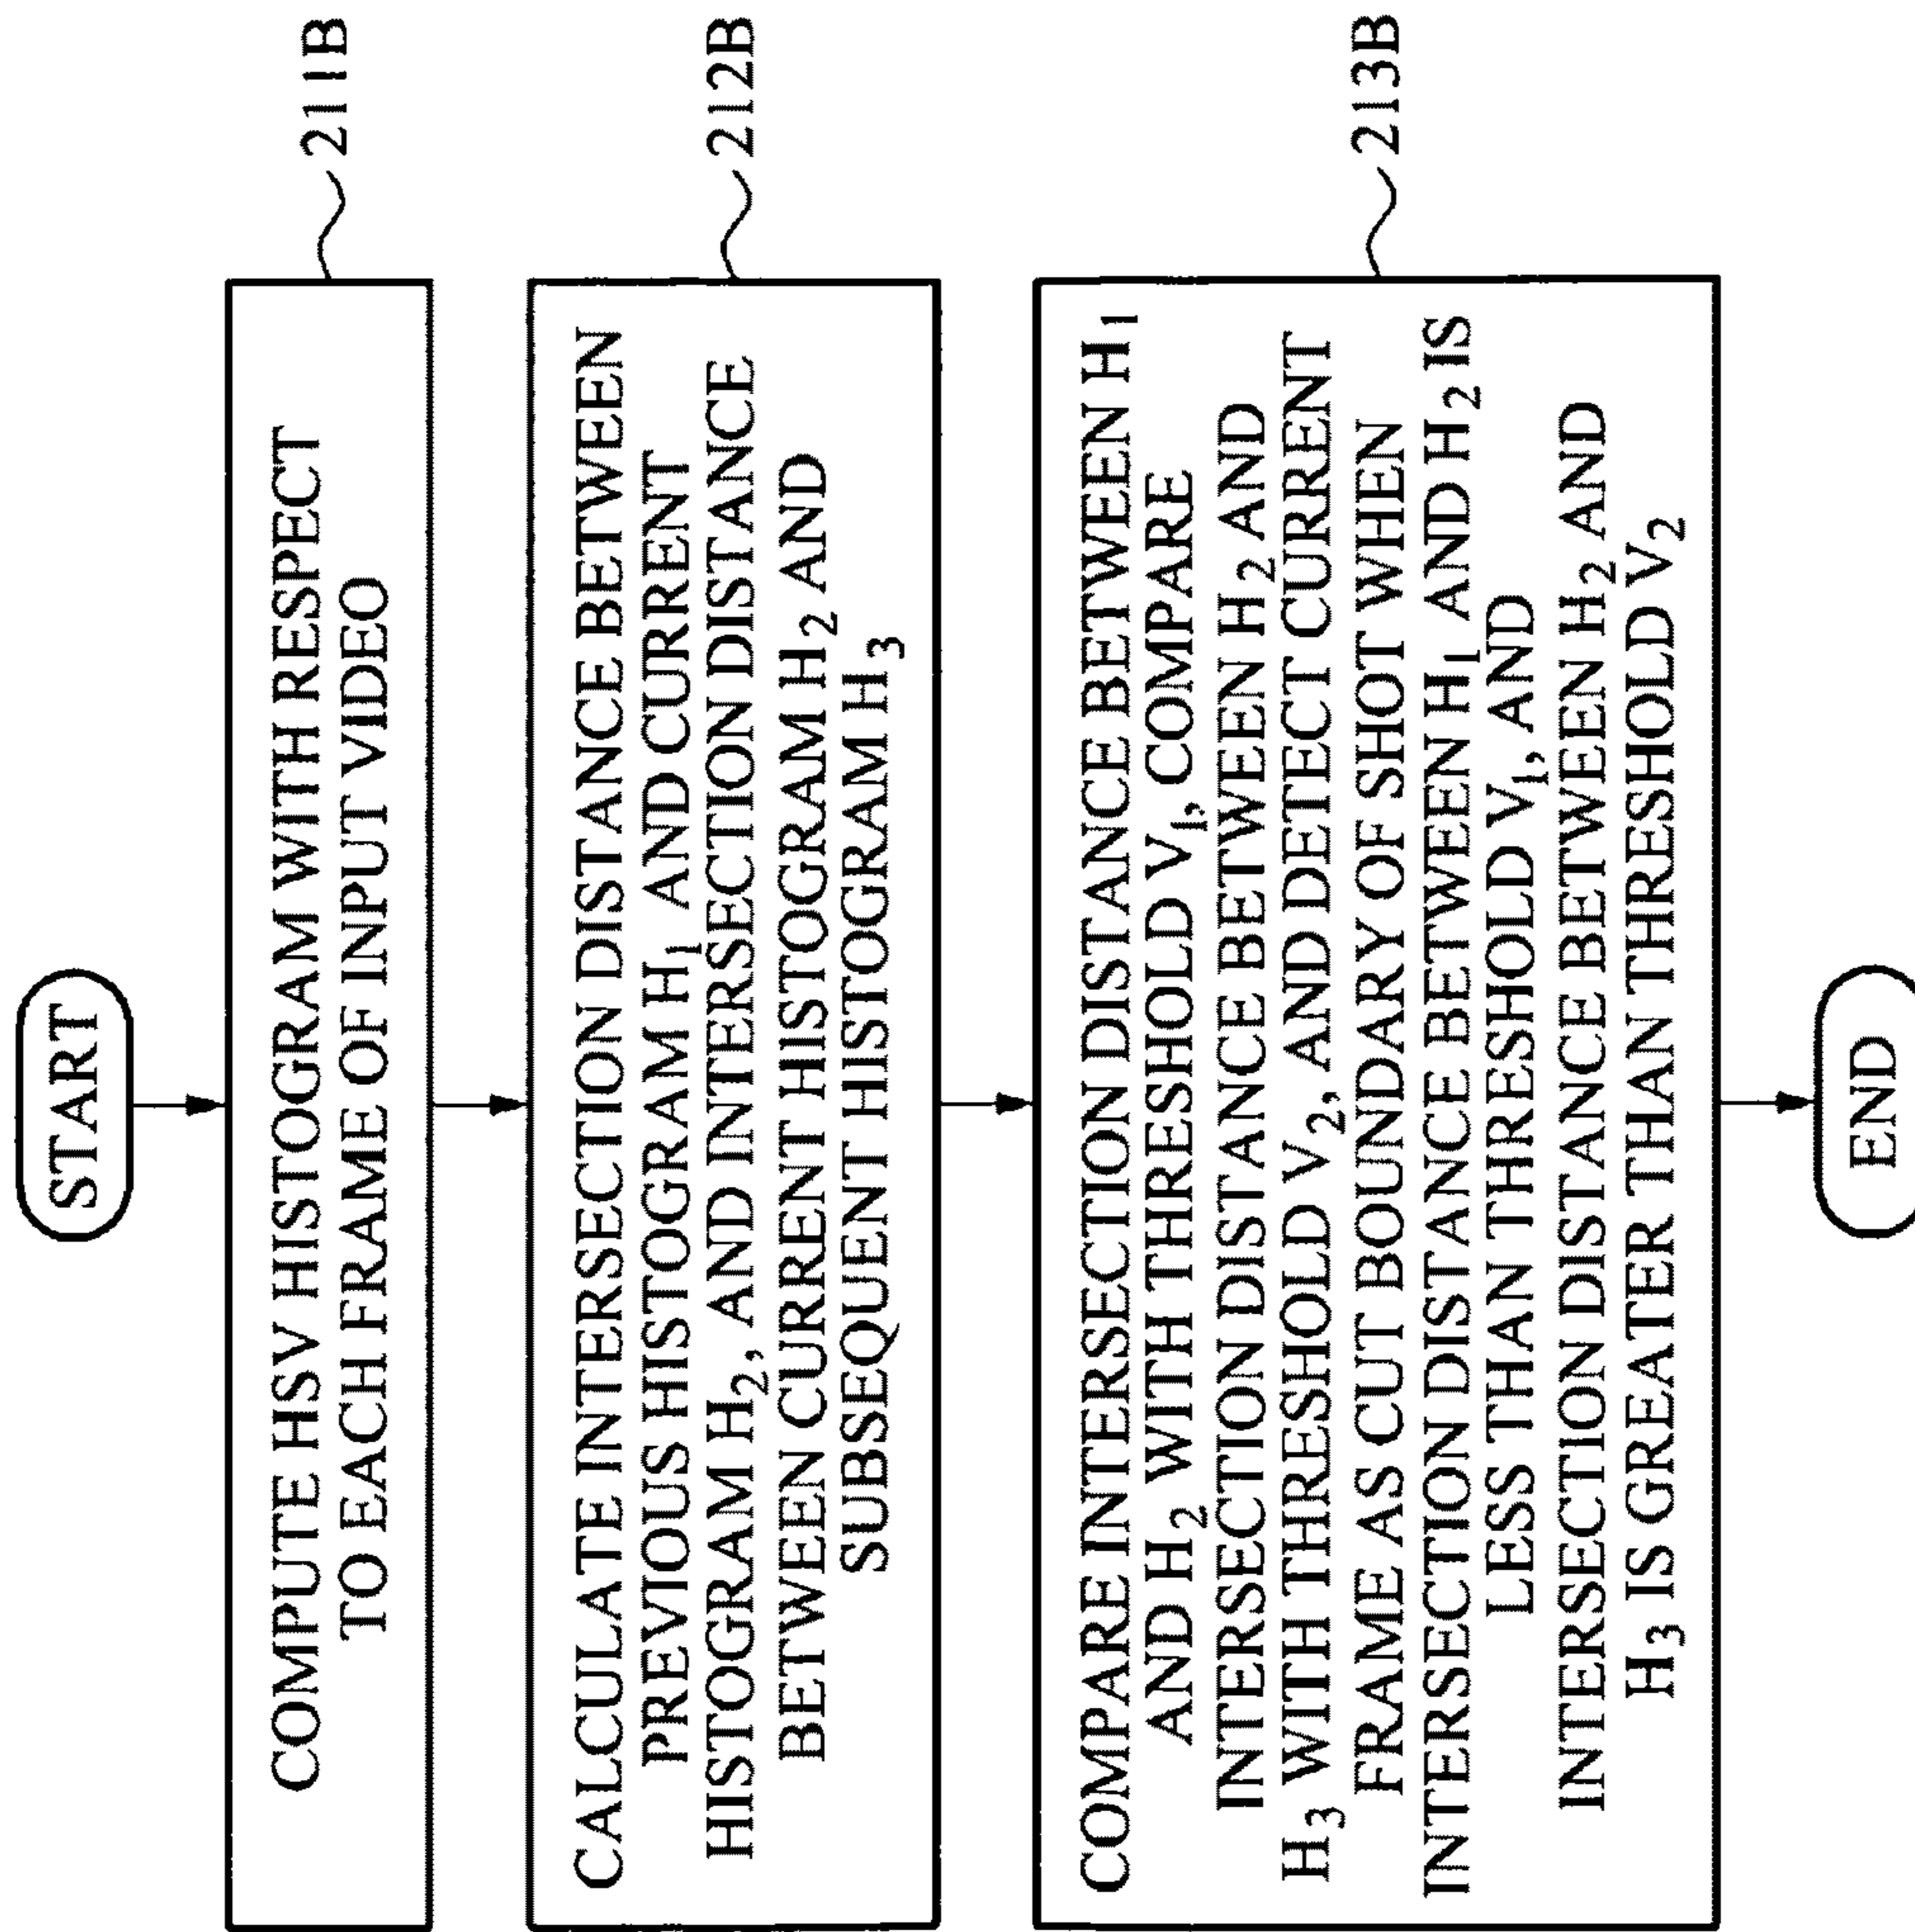 START
COMPUTE HSV HISTOGRAM WITH RESPECT
TO EACH FRAME OF INPUT VIDEO
211B
CALCULATE INTERSECTION DISTANCE BETWEEN
PREVIOUS HISTOGRAM H₁ AND CURRENT
HISTOGRAM H₂, AND INTERSECTION DISTANCE
BETWEEN CURRENT HISTOGRAM H₂ AND
SUBSEQUENT HISTOGRAM H₃
212B
COMPARE INTERSECTION DISTANCE BETWEEN H₁
AND H₂ WITH THRESHOLD V₁, COMPARE
INTERSECTION DISTANCE BETWEEN H₂ AND
H₃ WITH THRESHOLD V₂, AND DETECT CURRENT
FRAME AS CUT BOUNDARY OF SHOT WHEN
INTERSECTION DISTANCE BETWEEN H₁ AND H₂ IS
LESS THAN THRESHOLD V₁, AND
INTERSECTION DISTANCE BETWEEN H₂ AND
H₃ IS GREATER THAN THRESHOLD V₂
213B
END